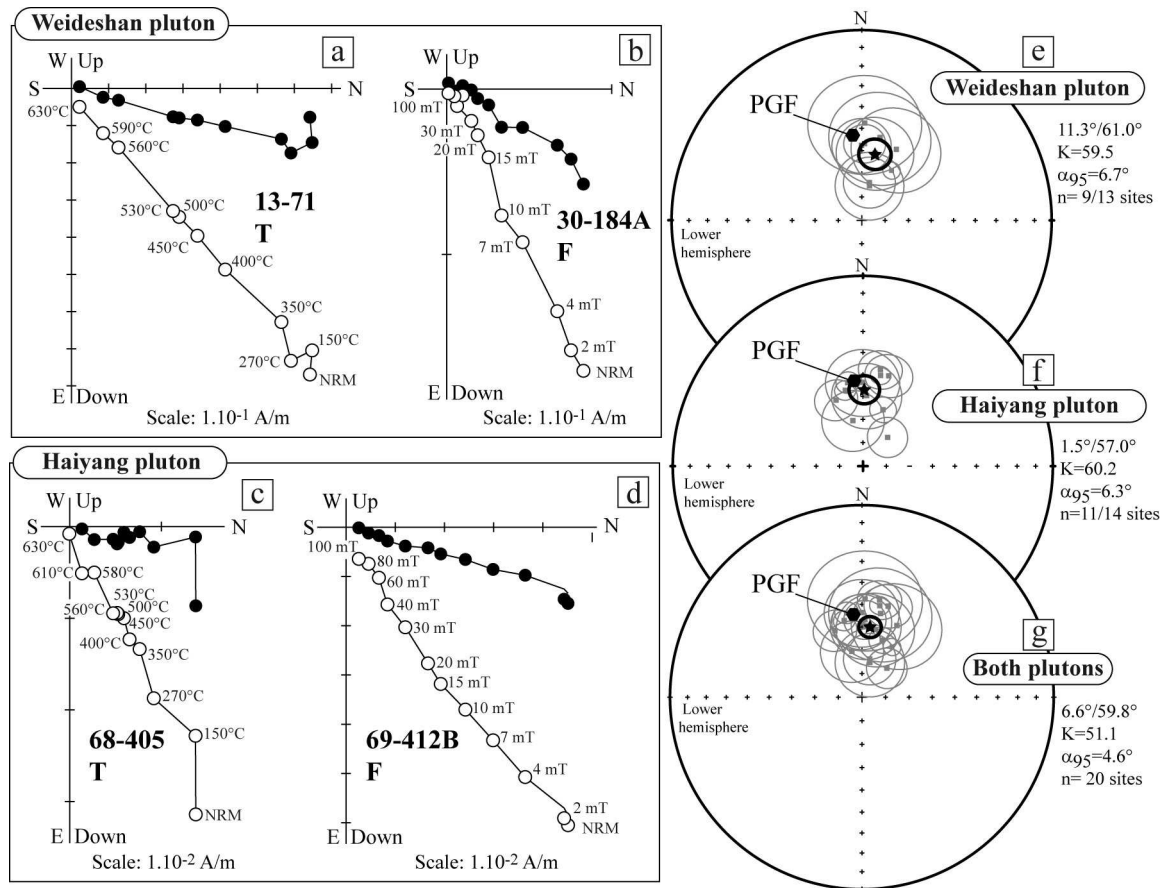 Weideshan pluton
a
W Up
S N
630°C
590°C
560°C
530°C
500°C
450°C
400°C
350°C
270°C
150°C
NRM
13-71
T
E Down
Scale: 1.10-1 A/m
b
W Up
S N
100 mT
30 mT
20 mT
15 mT
10 mT
7 mT
4 mT
2 mT
NRM
30-184A
F
E Down
Scale: 1.10-1 A/m
Haiyang pluton
c
W Up
S N
630°C
610°C
580°C
530°C
560°C
500°C
450°C
400°C
350°C
270°C
150°C
NRM
68-405
T
E Down
Scale: 1.10-2 A/m
d
W Up
S N
100 mT
80 mT
60 mT
40 mT
30 mT
20 mT
15 mT
10 mT
7 mT
4 mT
2 mT
NRM
69-412B
F
E Down
Scale: 1.10-2 A/m
N
e
Weideshan pluton
PGF
11.3°/61.0°
K=59.5
α95=6.7°
n= 9/13 sites
Lower
hemisphere
N
f
Haiyang pluton
PGF
1.5°/57.0°
K=60.2
α95=6.3°
n=11/14 sites
Lower
hemisphere
N
g
Both plutons
PGF
6.6°/59.8°
K=51.1
α95=4.6°
n= 20 sites
Lower
hemisphere